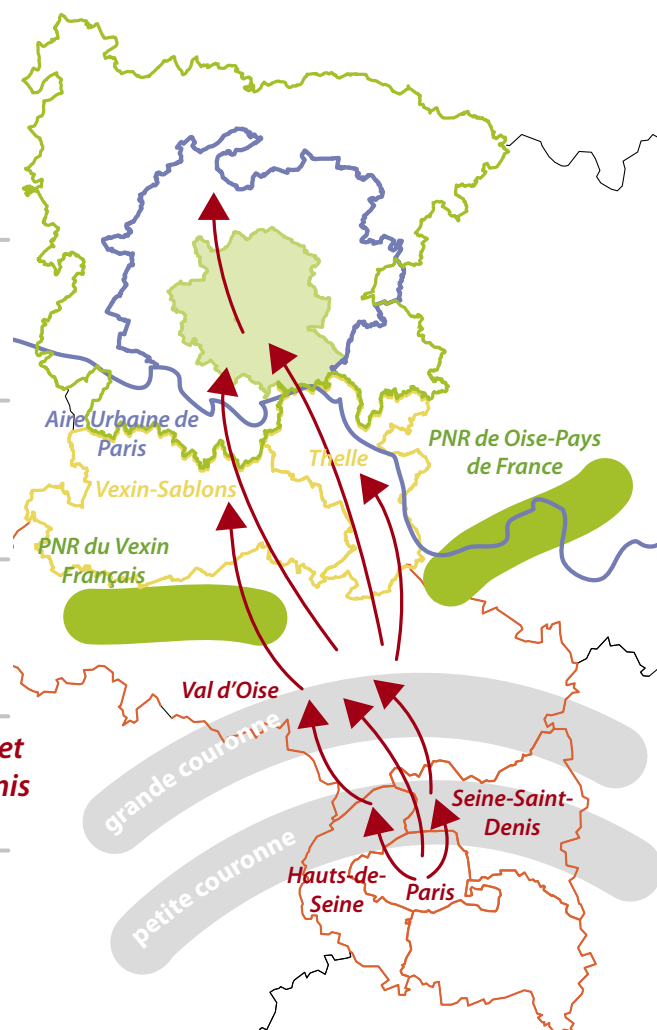 Aire Urbaine de
Paris
PNR de Oise-Pays
de France
Thelle
Vexin-Sablons
PNR du Vexin
Français
Val d'Oise
et
nis
grande couronne
Seine-Saint-
Denis
petite couronne
Hauts-de-
Seine
Paris